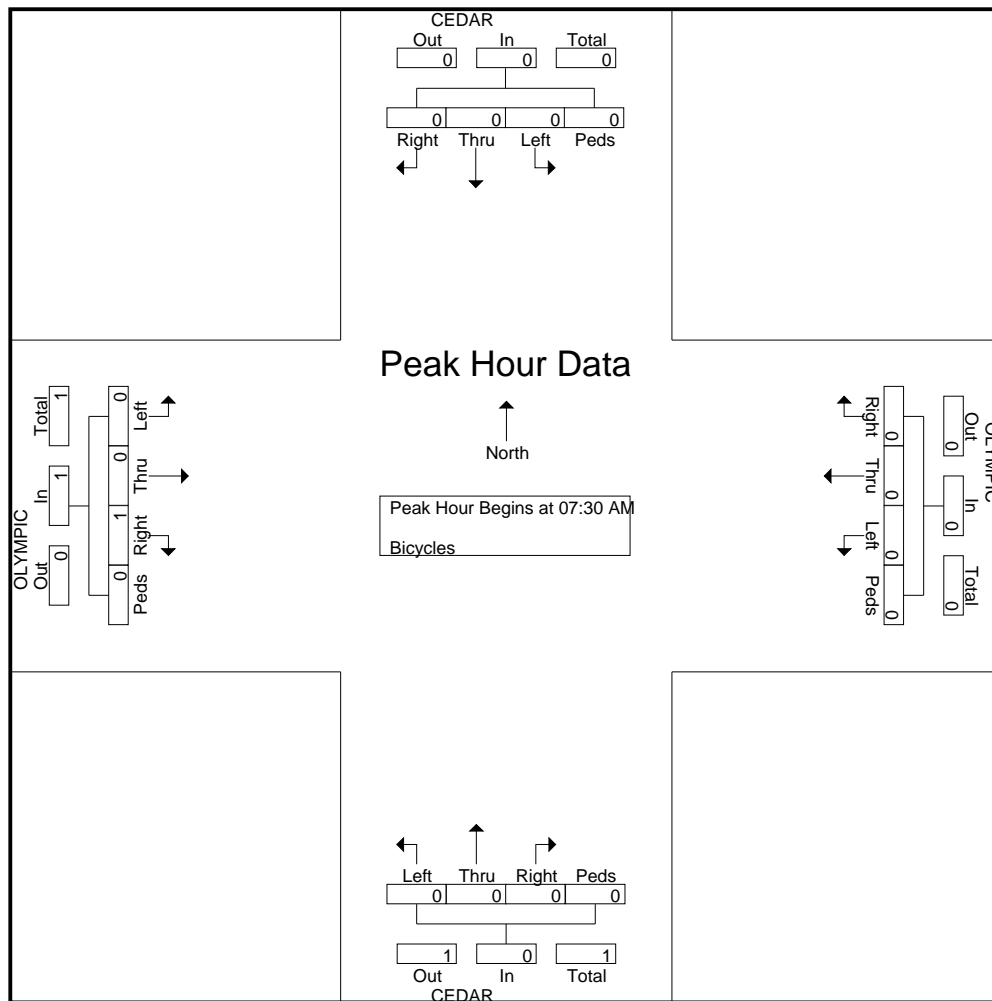 CEDAR
Out In Total
0 0 0
0 0 0 0
Right Thru Left Peds
Peak Hour Data
North
Peak Hour Begins at 07:30 AM
Bicycles
OLYMPIC
Out In Total
0 1 1
Left Thru Right Peds
0 0 1 0
OLYMPIC
Out In Total
0 0 0
Right Thru Left Peds
0 0 0 0
Left Thru Right Peds
0 0 0 0
1 0 1
Out In Total
CEDAR